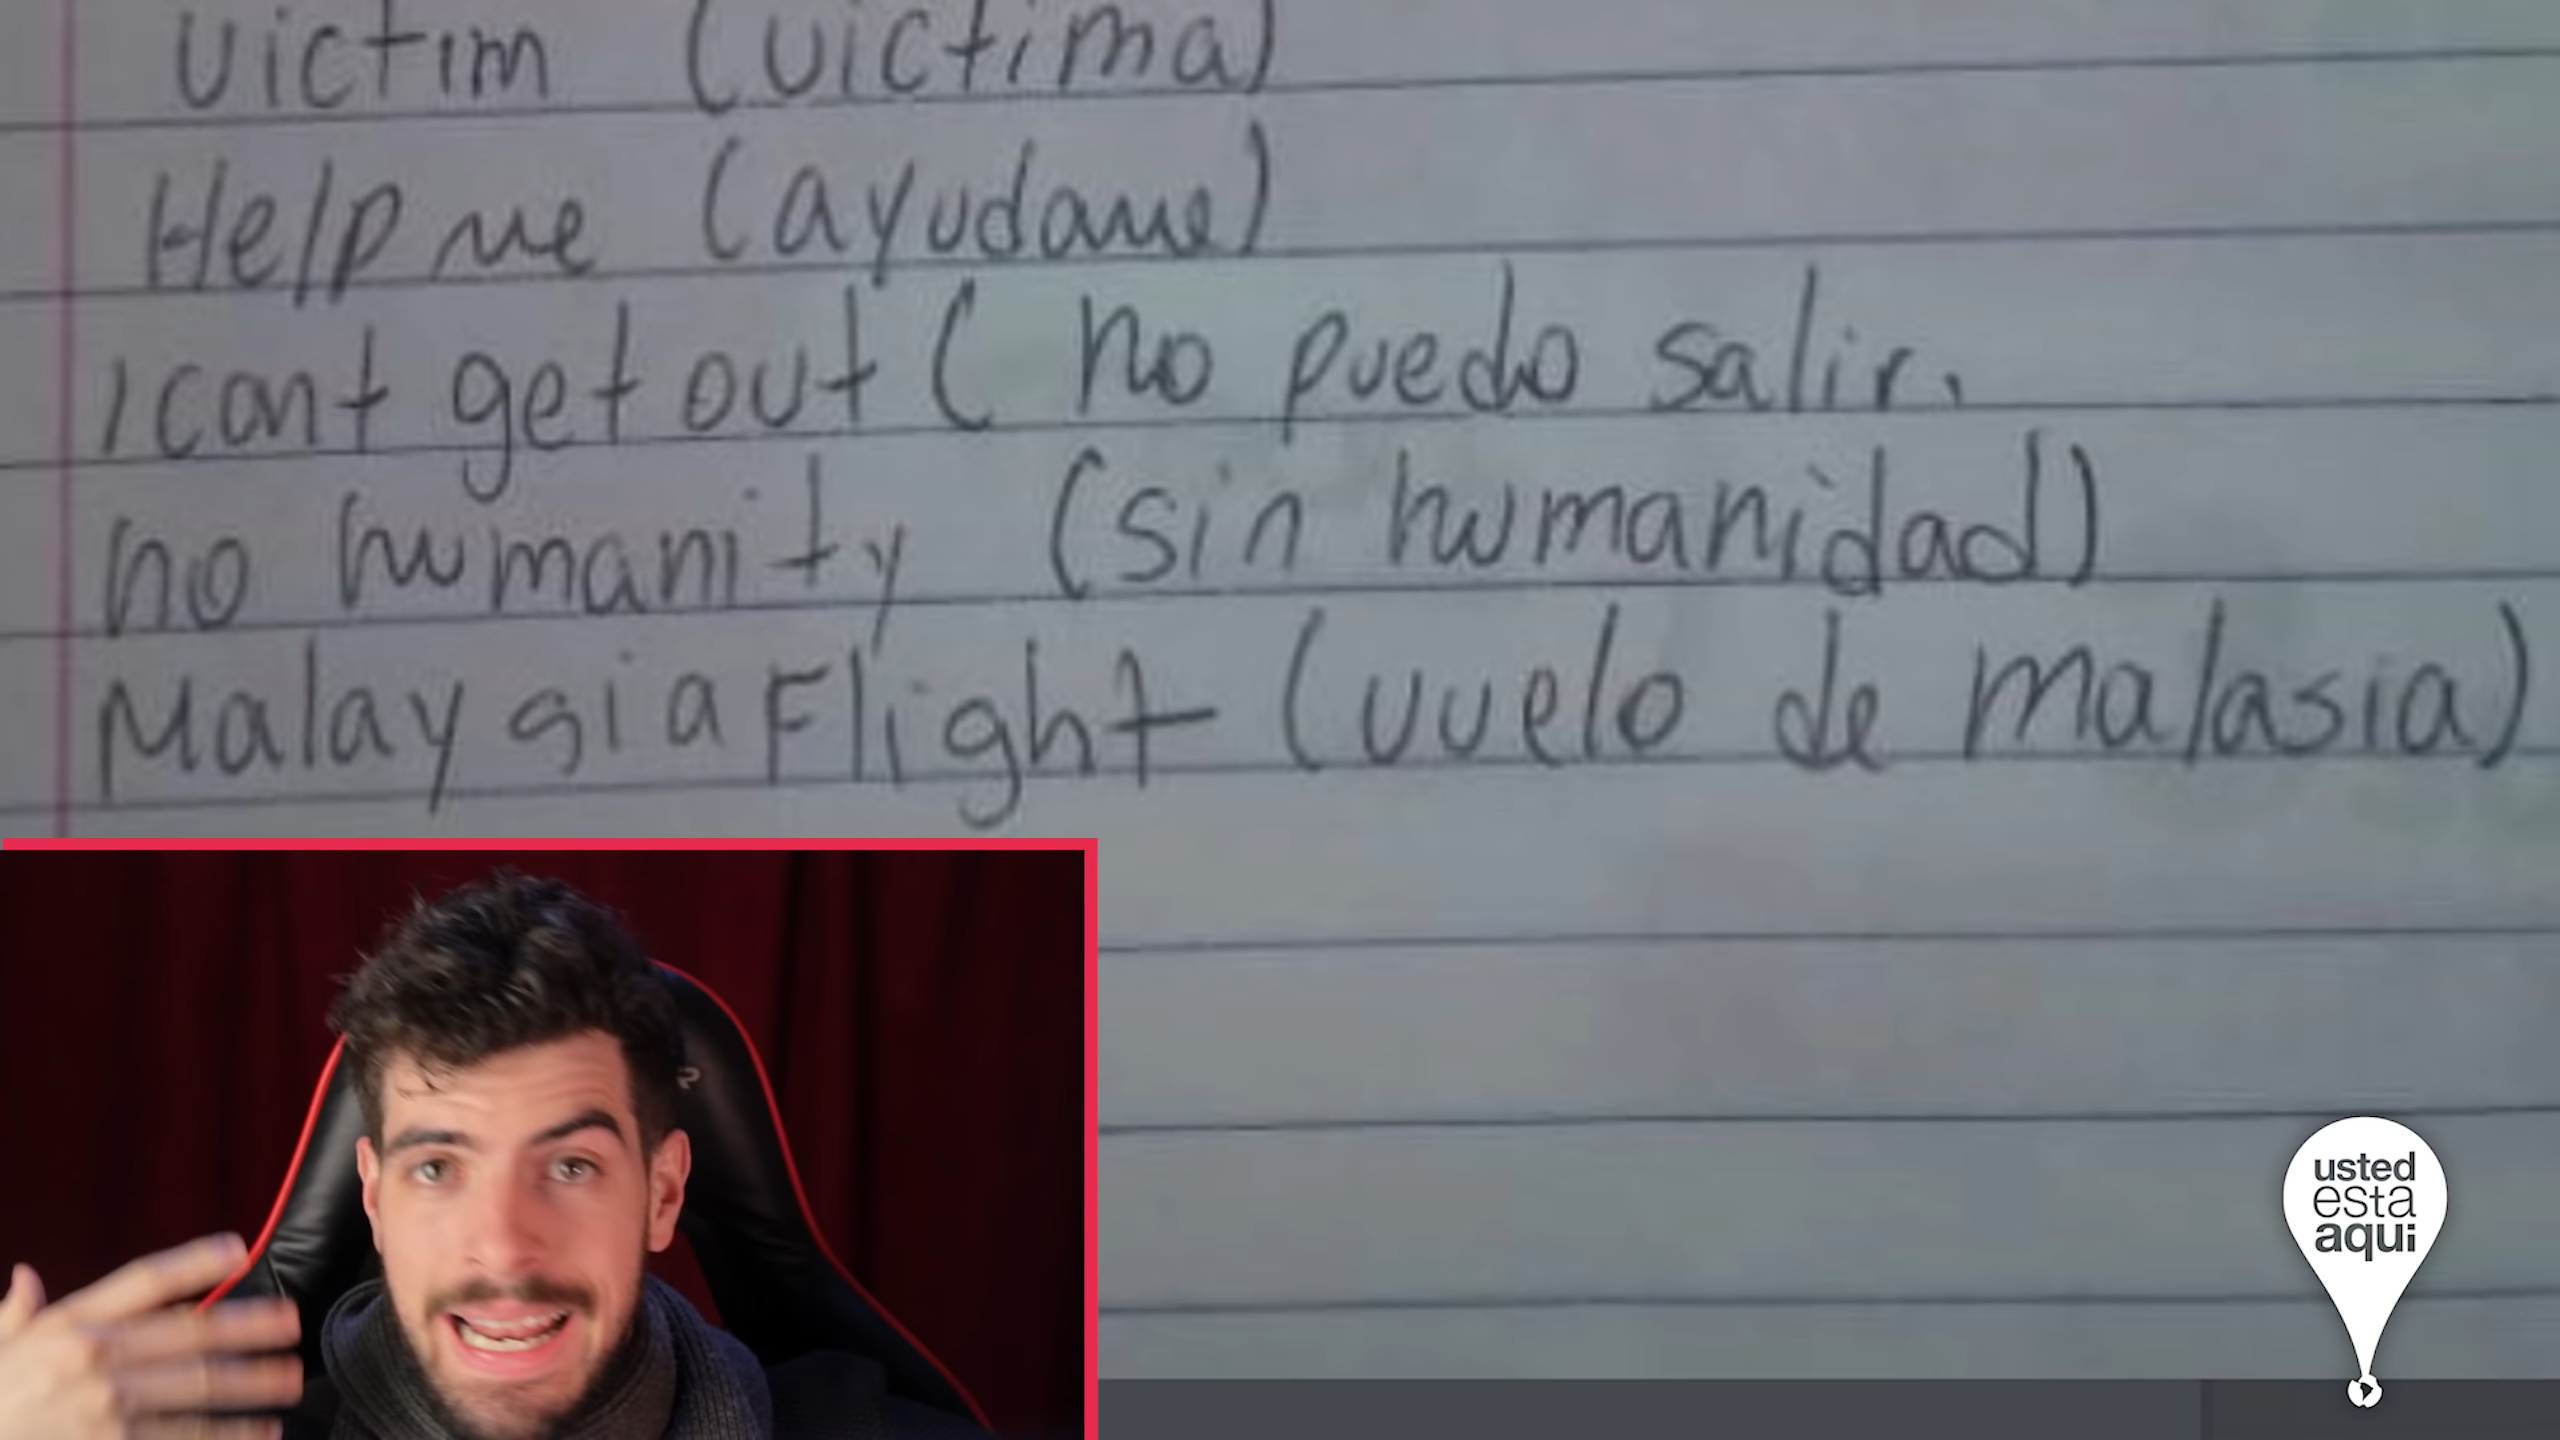 victim (victima)
Help me (ayudame)
I cant get out ( no puedo salir.
no humanity (sin humanidad)
Malaysia Flight (vuelo de malasia)
usted
esta
aqui